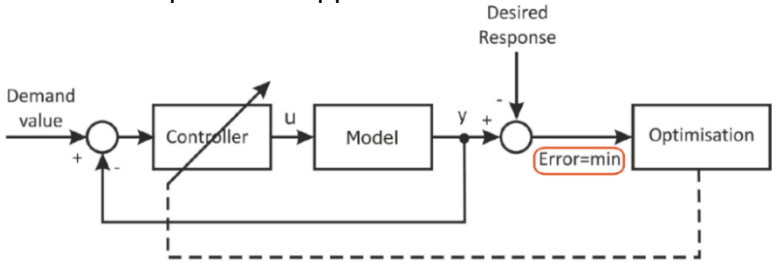 Desired
Response
Demand
value
+
-
Controller
u
Model
y
+
-
Error=min
Optimisation